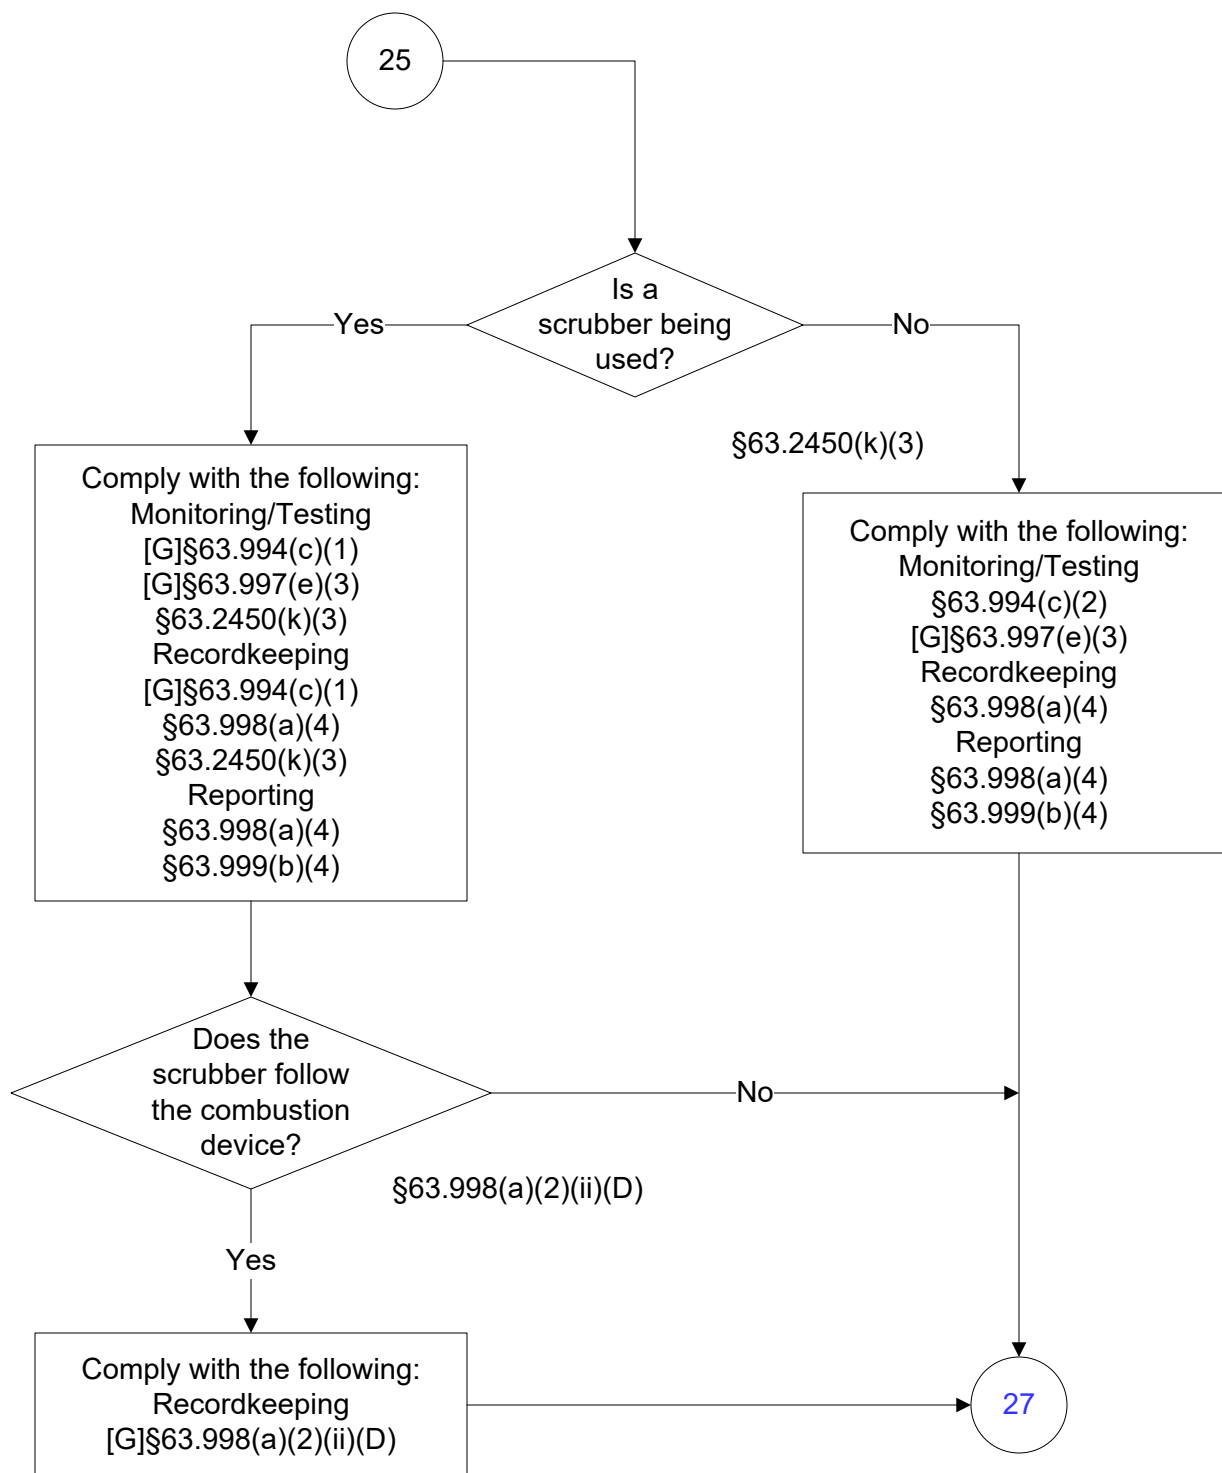 25
Is a
scrubber being
used?
Yes
No
§63.2450(k)(3)
Comply with the following:
Monitoring/Testing
[G]§63.994(c)(1)
[G]§63.997(e)(3)
§63.2450(k)(3)
Recordkeeping
[G]§63.994(c)(1)
§63.998(a)(4)
§63.2450(k)(3)
Reporting
§63.998(a)(4)
§63.999(b)(4)
Comply with the following:
Monitoring/Testing
§63.994(c)(2)
[G]§63.997(e)(3)
Recordkeeping
§63.998(a)(4)
Reporting
§63.998(a)(4)
§63.999(b)(4)
Does the
scrubber follow
the combustion
device?
No
§63.998(a)(2)(ii)(D)
Yes
Comply with the following:
Recordkeeping
[G]§63.998(a)(2)(ii)(D)
27